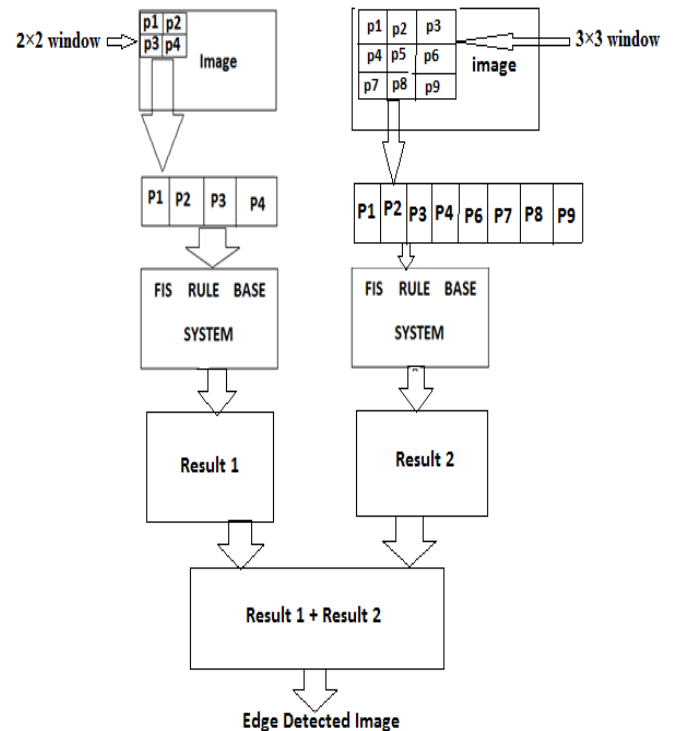 p1 p2
p3 p4
2×2 window
Image
p1 p2 p3
p4 p5 p6
p7 p8 p9
3×3 window
image
P1 P2 P3 P4
P1 P2 P3 P4 P6 P7 P8 P9
FIS RULE BASE
SYSTEM
FIS RULE BASE
SYSTEM
Result 1
Result 2
Result 1 + Result 2
Edge Detected Image